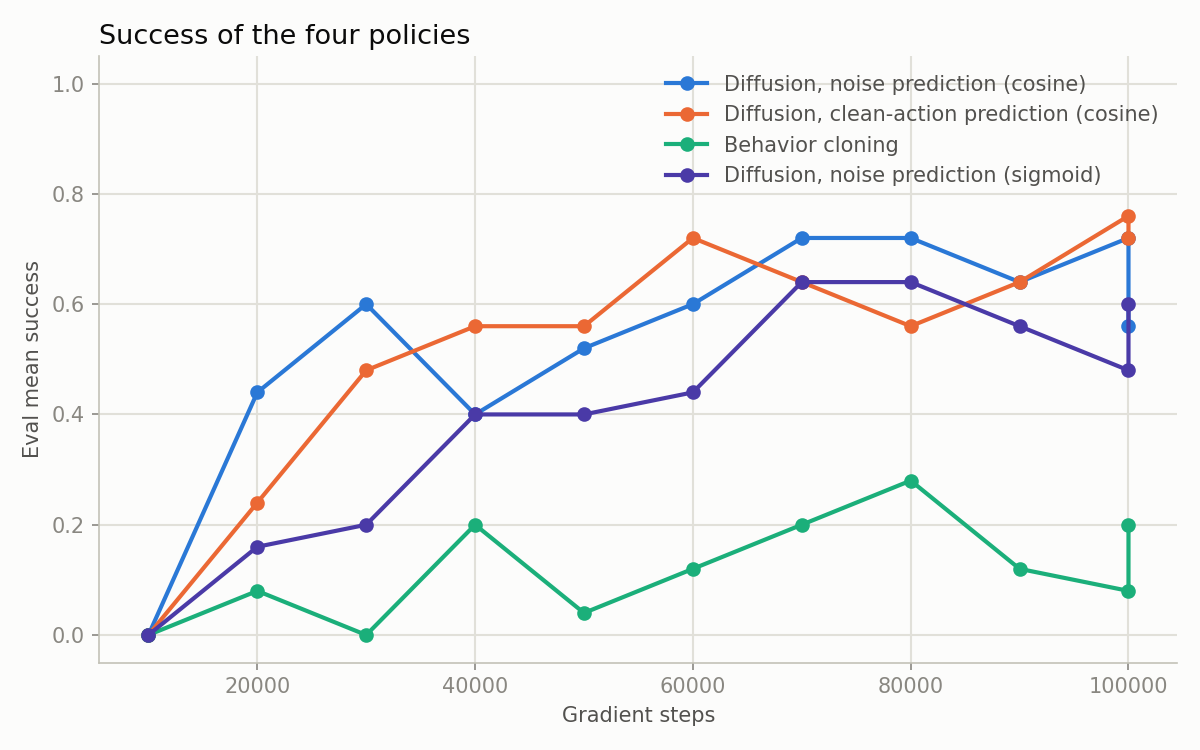 Success of the four policies
Diffusion, noise prediction (cosine)
Diffusion, clean-action prediction (cosine)
Behavior cloning
Diffusion, noise prediction (sigmoid)
Eval mean success
1.0
0.8
0.6
0.4
0.2
0.0
20000 40000 60000 80000 100000
Gradient steps